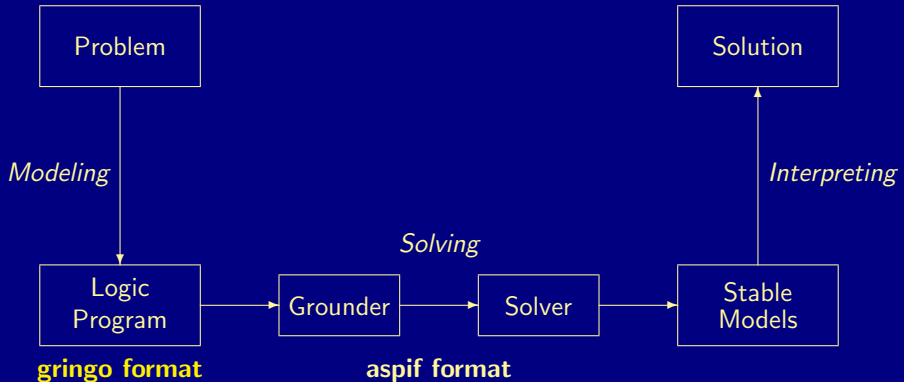 Problem
Solution
Modeling
Interpreting
Solving
Logic
Program
Grounder
Solver
Stable
Models
gringo format
aspif format